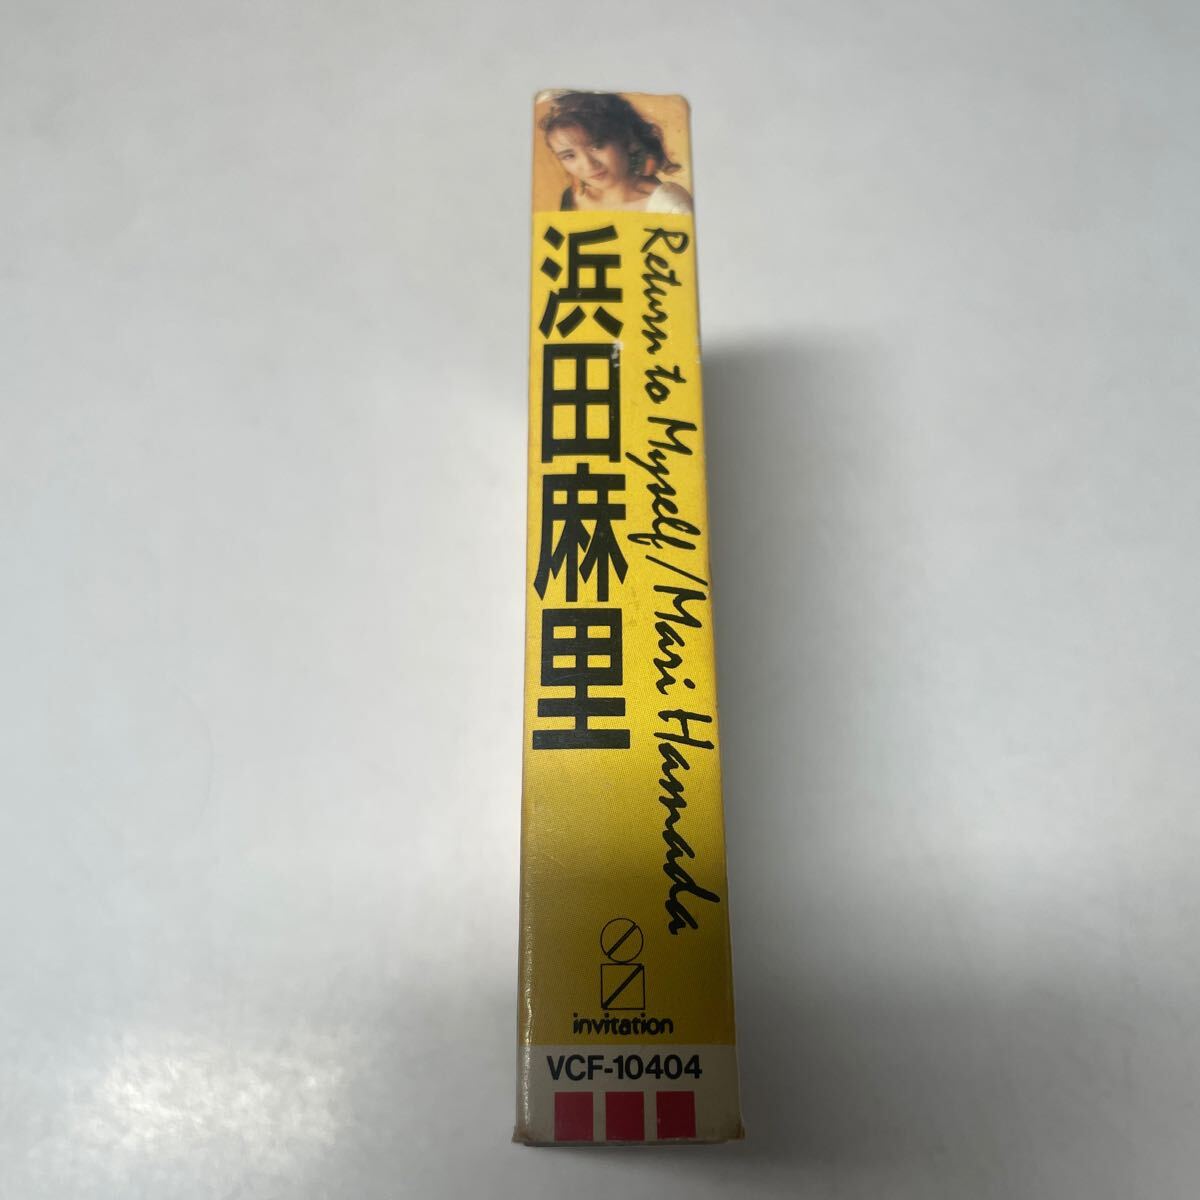 浜田麻里
Return to Myself/Mari Hamada
invitation
VCF-10404